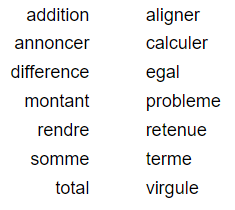 addition aligner
annoncer calculer
difference egal
montant probleme
rendre retenue
somme terme
total virgule